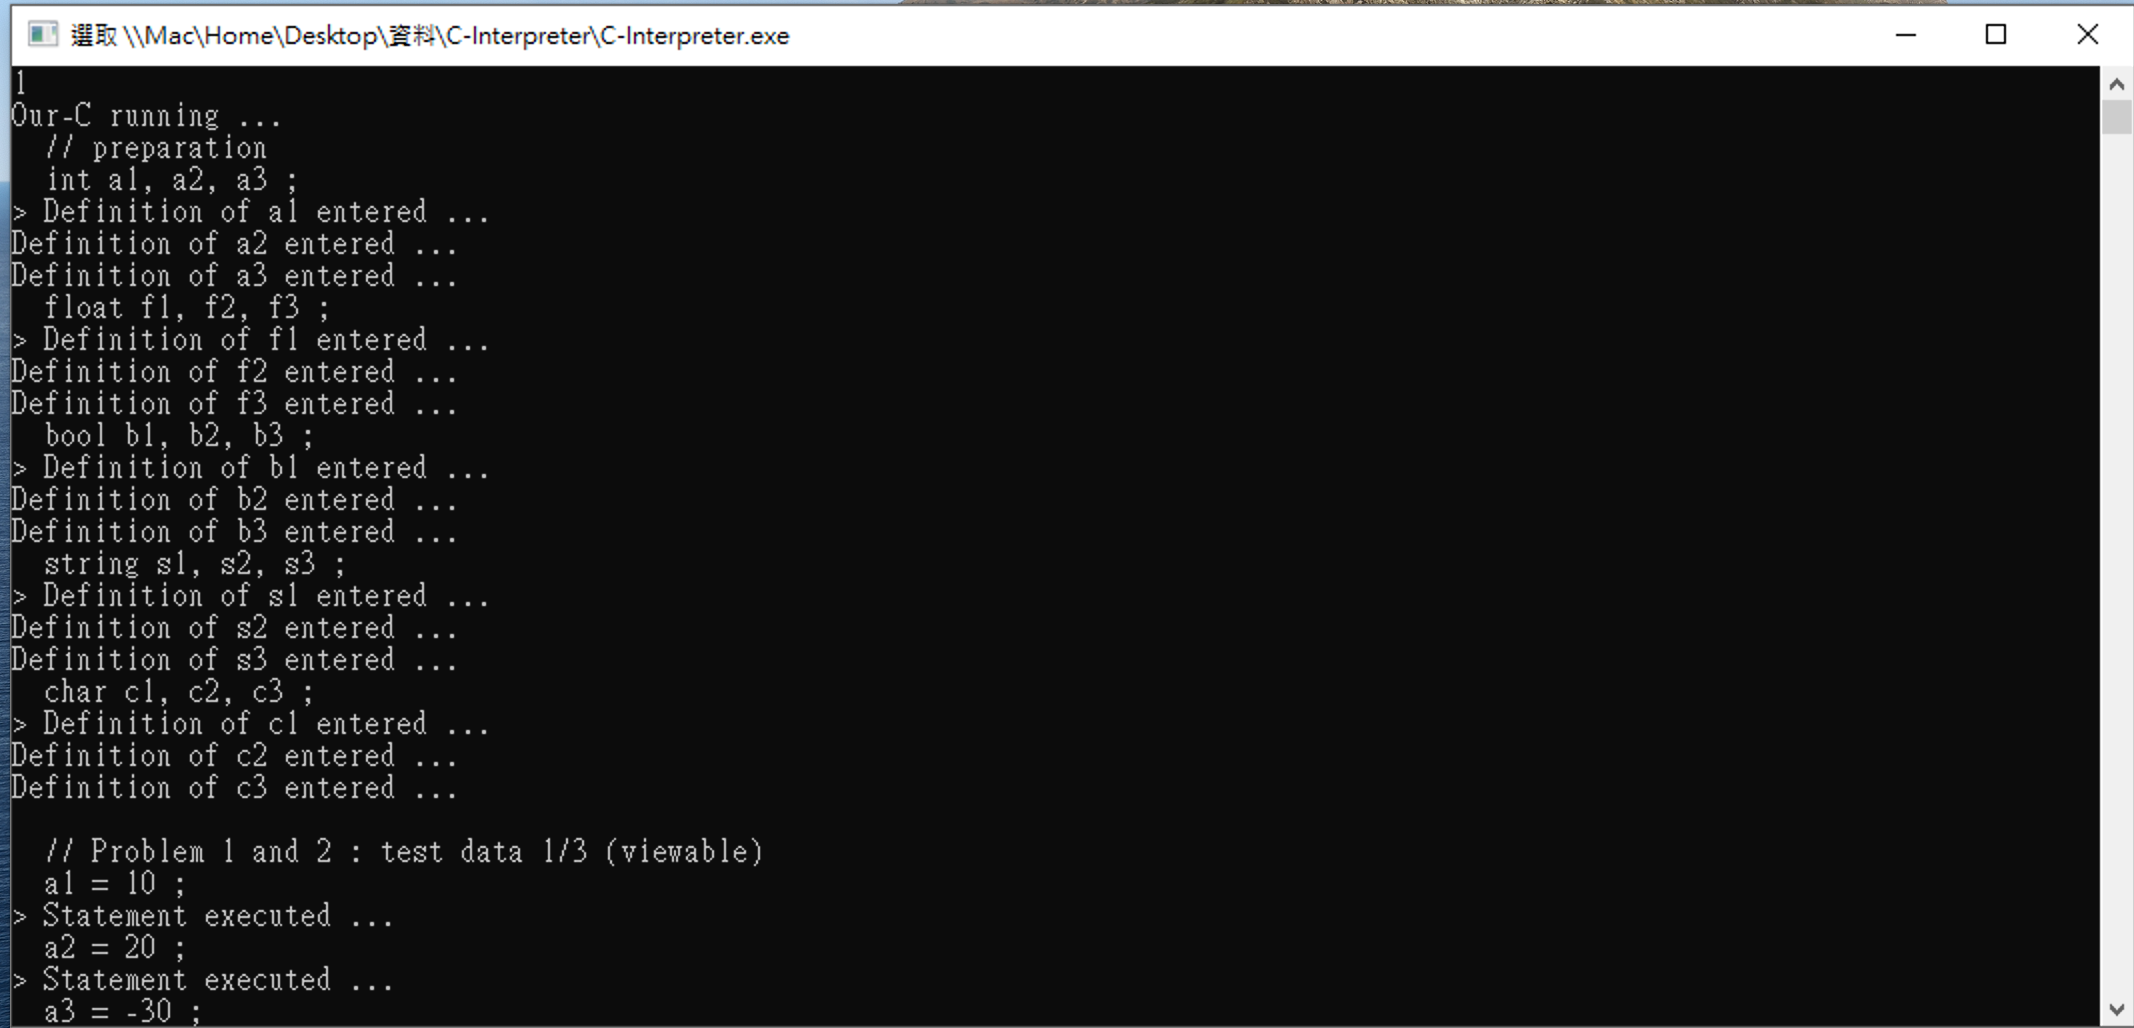 選取 \\Mac\Home\Desktop\資料\C-Interpreter\C-Interpreter.exe
1
Our-C running ...
  // preparation
  int a1, a2, a3 ;
> Definition of a1 entered ...
Definition of a2 entered ...
Definition of a3 entered ...
  float f1, f2, f3 ;
> Definition of f1 entered ...
Definition of f2 entered ...
Definition of f3 entered ...
  bool b1, b2, b3 ;
> Definition of b1 entered ...
Definition of b2 entered ...
Definition of b3 entered ...
  string s1, s2, s3 ;
> Definition of s1 entered ...
Definition of s2 entered ...
Definition of s3 entered ...
  char c1, c2, c3 ;
> Definition of c1 entered ...
Definition of c2 entered ...
Definition of c3 entered ...
  // Problem 1 and 2 : test data 1/3 (viewable)
  a1 = 10 ;
> Statement executed ...
  a2 = 20 ;
> Statement executed ...
  a3 = -30 ;